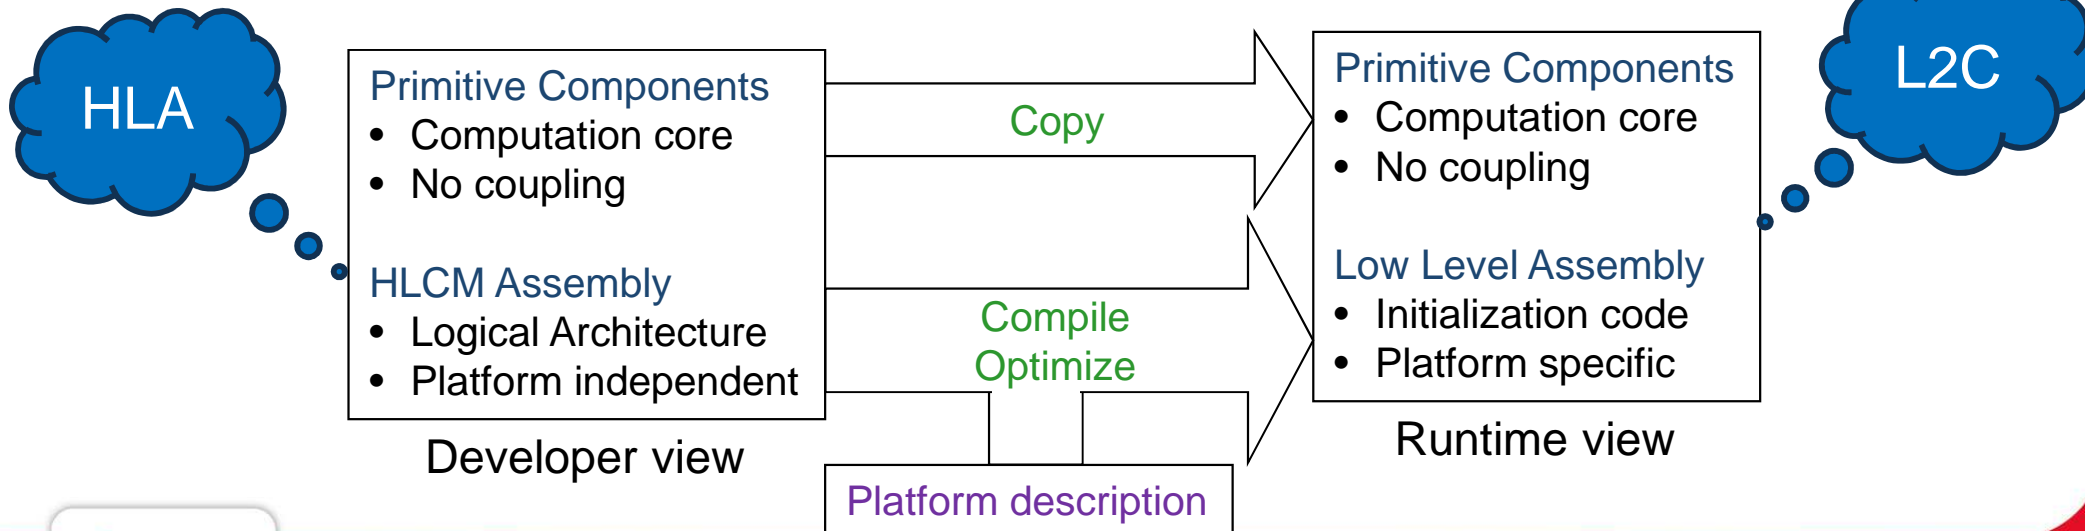 HLA
Primitive Components
• Computation core
• No coupling
HLCM Assembly
• Logical Architecture
• Platform independent
Developer view
Copy
Compile
Optimize
Platform description
Primitive Components
• Computation core
• No coupling
Low Level Assembly
• Initialization code
• Platform specific
Runtime view
L2C